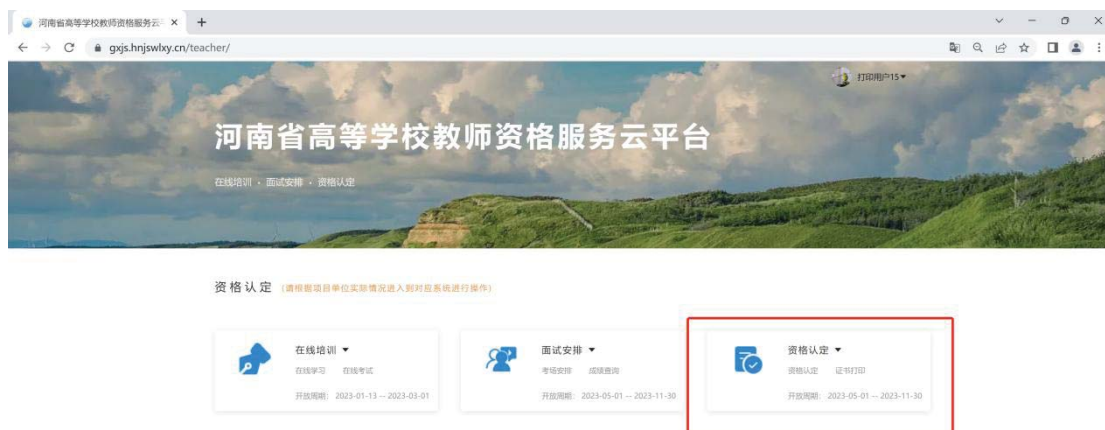 河南省高等学校教师资格服务云平
gxjs.hnjswlxy.cn/teacher/
打印用户15
河南省高等学校教师资格服务云平台
在线培训 · 面试安排 · 资格认定
资格认定 (请根据项目单位实际情况进入到对应系统进行操作)
在线培训
在线学习 在线考试
开放周期: 2023-01-13 -- 2023-03-01
面试安排
考场安排 成绩查询
开放周期: 2023-05-01 -- 2023-11-30
资格认定
资格认定 证书打印
开放周期: 2023-05-01 -- 2023-11-30